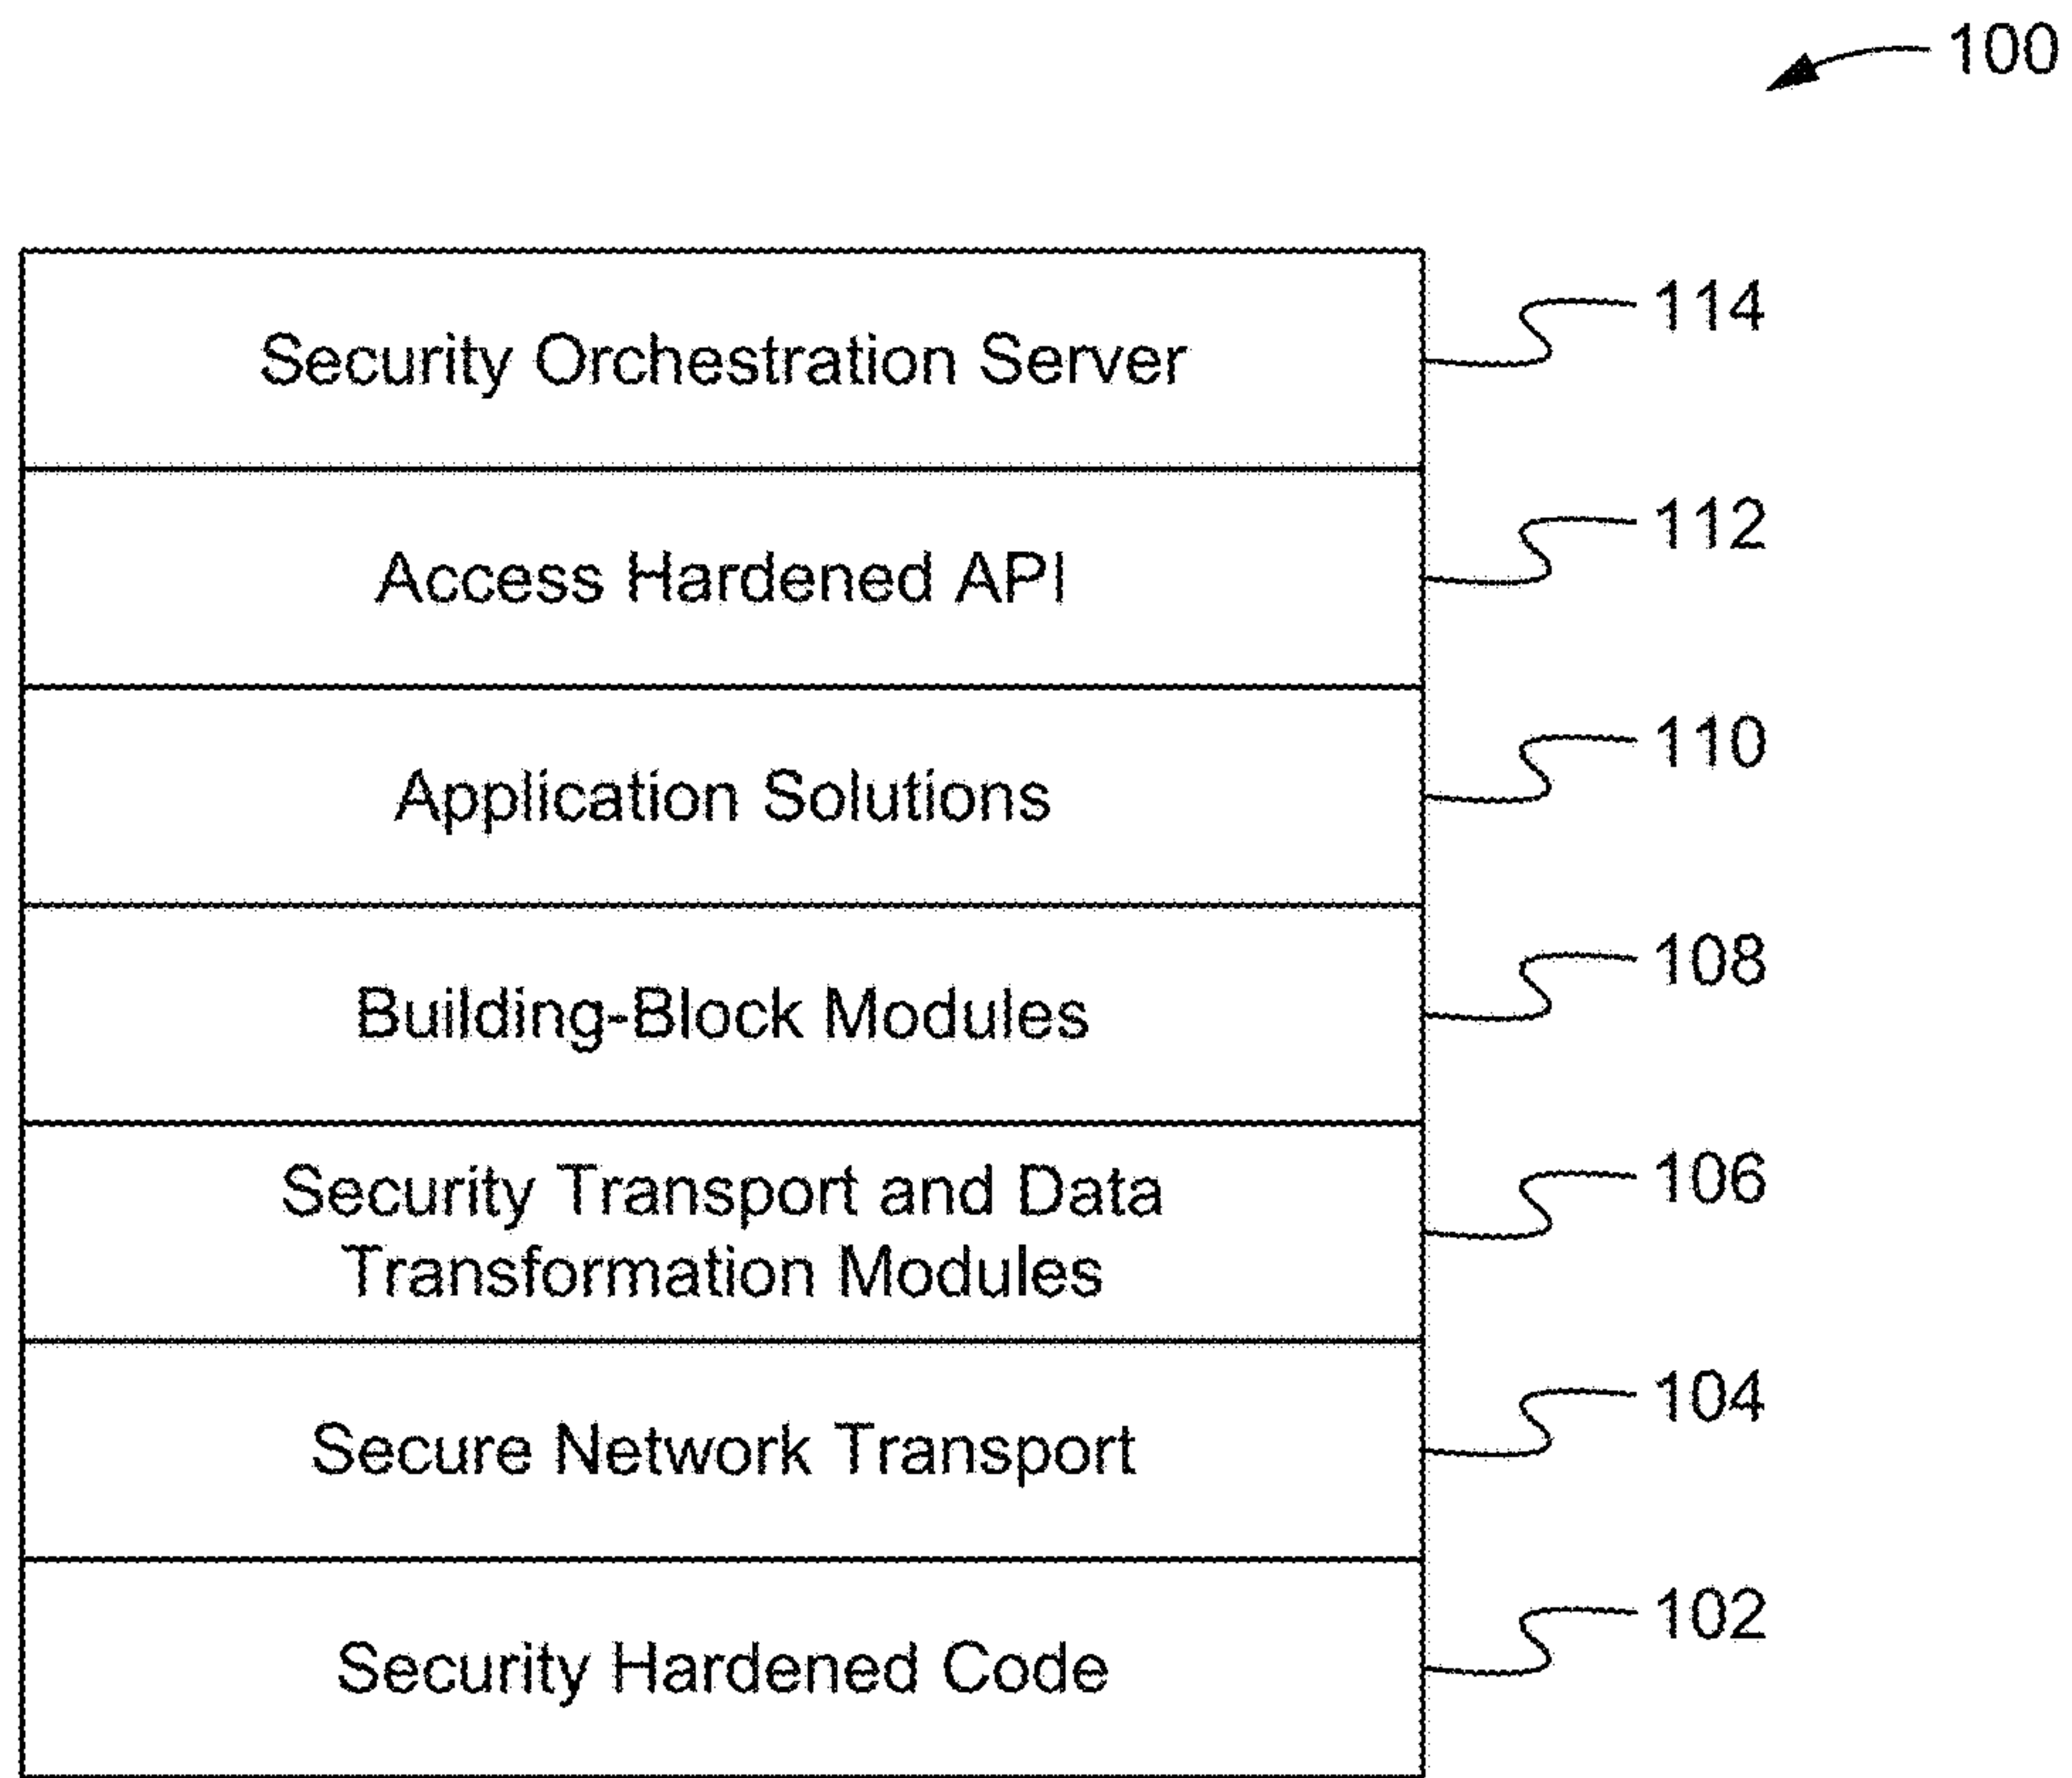 100
Security Orchestration Server
114
Access Hardened API
112
Application Solutions
110
Building-Block Modules
108
Security Transport and Data
Transformation Modules
106
Secure Network Transport
104
Security Hardened Code
102